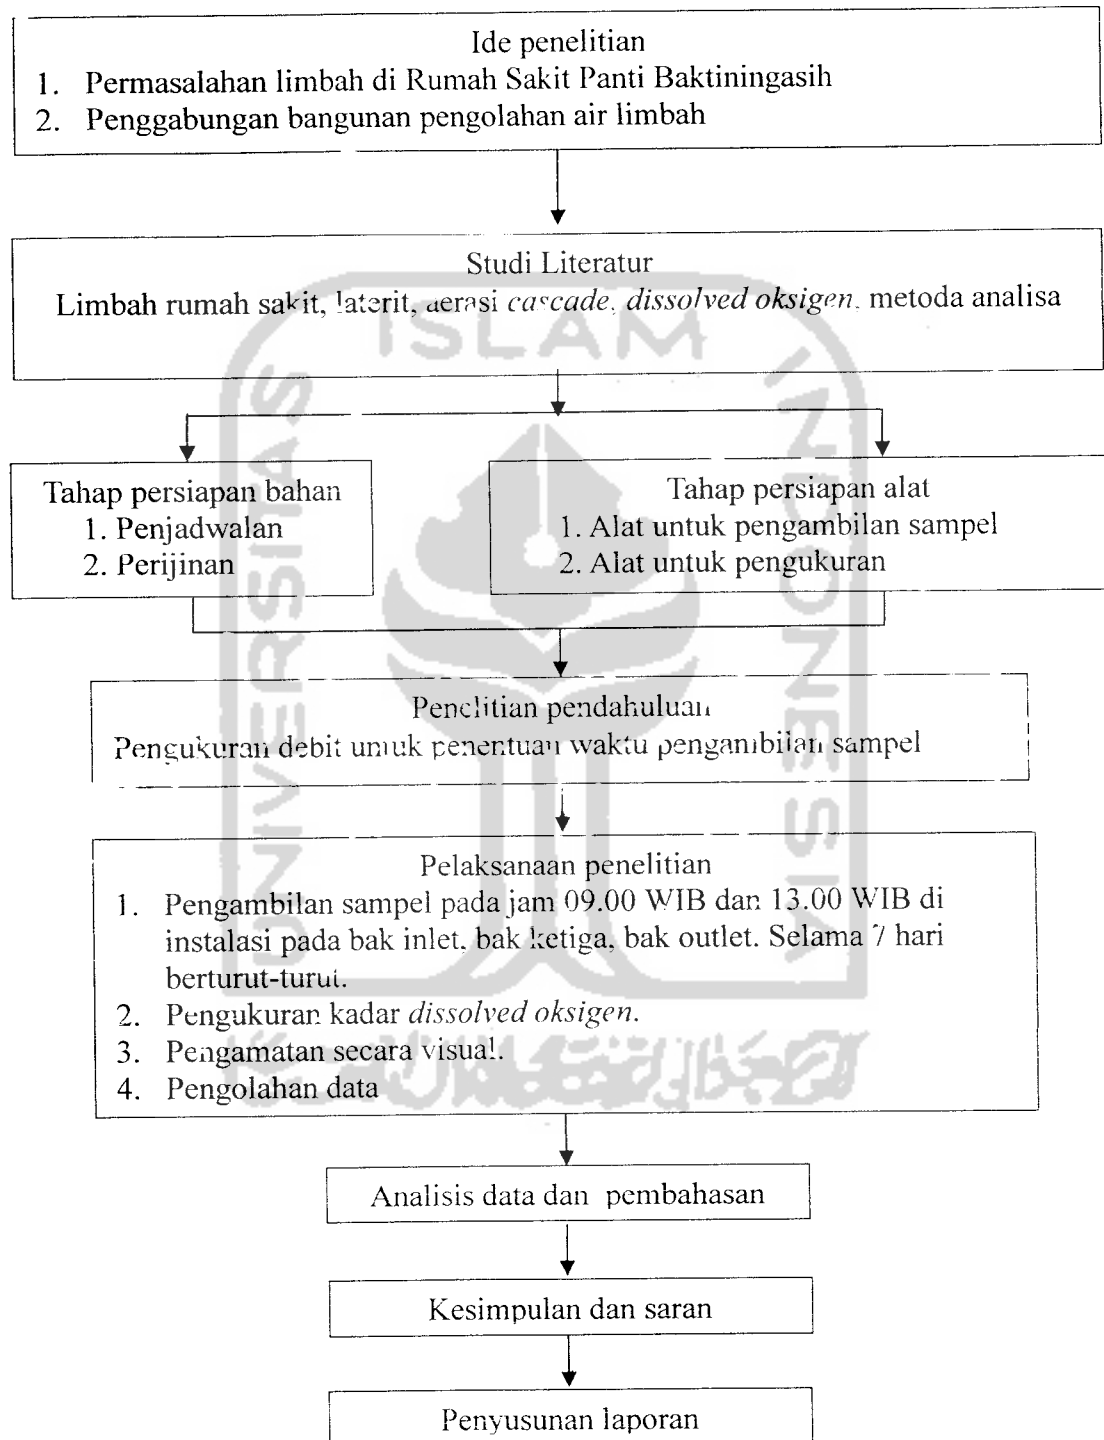 Ide penelitian
1. Permasalahan limbah di Rumah Sakit Panti Baktiningasih
2. Penggabungan bangunan pengolahan air limbah
Studi Literatur
Limbah rumah sakit, laterit, aerasi cascade, dissolved oksigen, metoda analisa
Tahap persiapan bahan
1. Penjadwalan
2. Perijinan
Tahap persiapan alat
1. Alat untuk pengambilan sampel
2. Alat untuk pengukuran
Penelitian pendahuluan
Pengukuran debit untuk penentuan waktu pengambilan sampel
Pelaksanaan penelitian
1. Pengambilan sampel pada jam 09.00 WIB dan 13.00 WIB di
instalasi pada bak inlet, bak ketiga, bak outlet. Selama 7 hari
berturut-turut.
2. Pengukuran kadar dissolved oksigen.
3. Pengamatan secara visual.
4. Pengolahan data
Analisis data dan pembahasan
Kesimpulan dan saran
Penyusunan laporan
UNIVERSITAS
ISLAM
INDONESIA